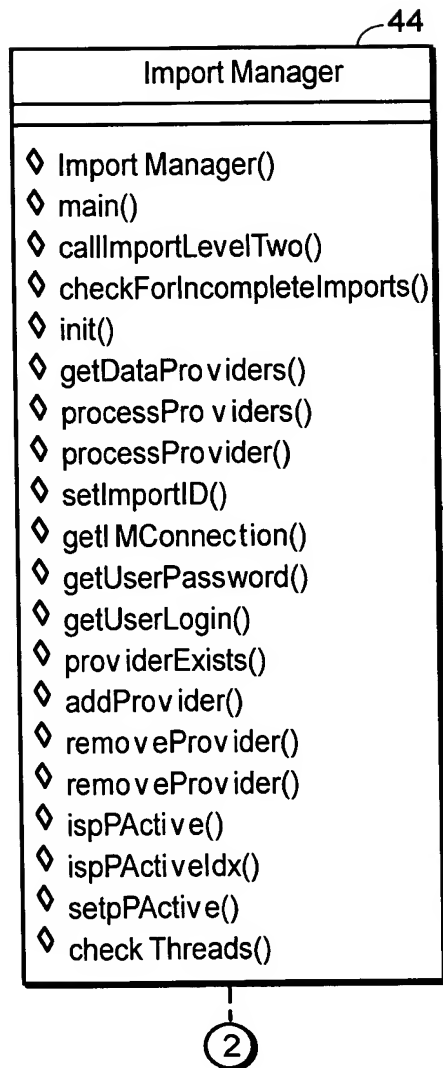 44
Import Manager
Import Manager()
main()
callImportLevelTwo()
checkForIncompleteImports()
init()
getDataProviders()
processProviders()
processProvider()
setImportID()
getIMConnection()
getUserPassword()
getUserLogin()
providerExists()
addProvider()
removeProvider()
removeProvider()
ispPActive()
ispPActiveIdx()
setpPActive()
check Threads()
2